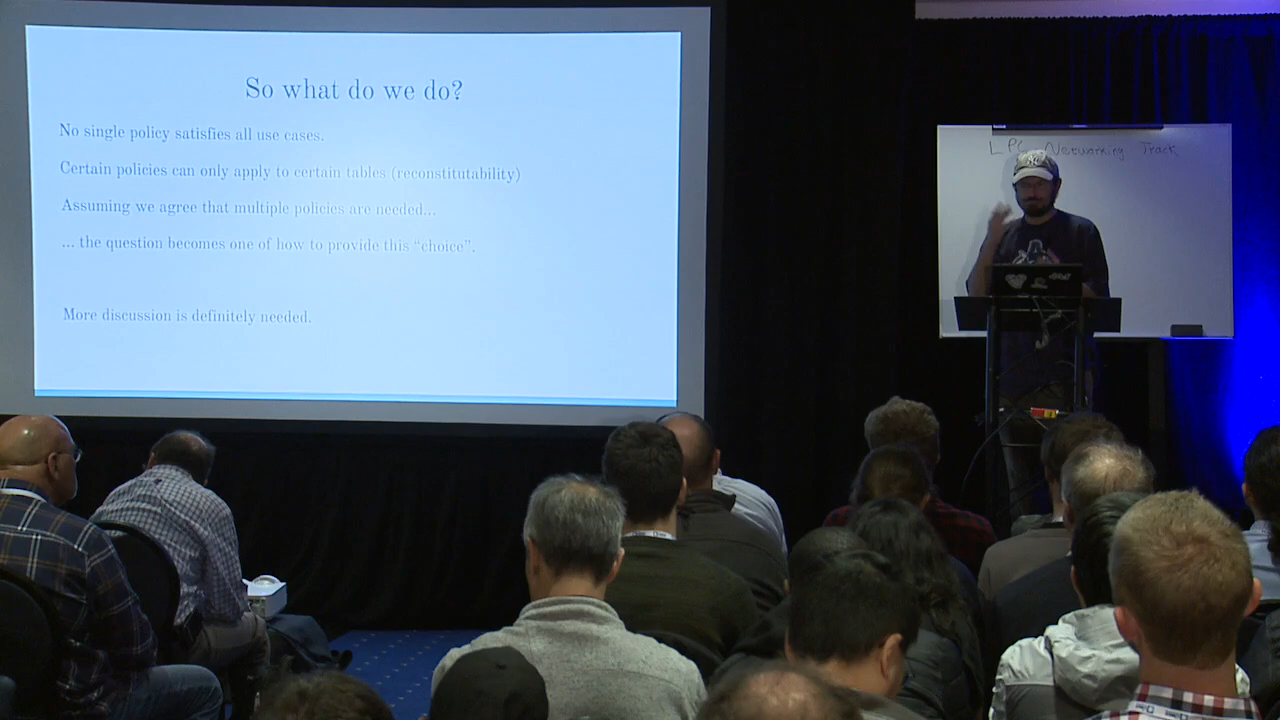 So what do we do?
No single policy satisfies all use cases.
Certain policies can only apply to certain tables (reconstitutability)
Assuming we agree that multiple policies are needed...
... the question becomes one of how to provide this “choice”.
More discussion is definitely needed.
LPC Networking Track